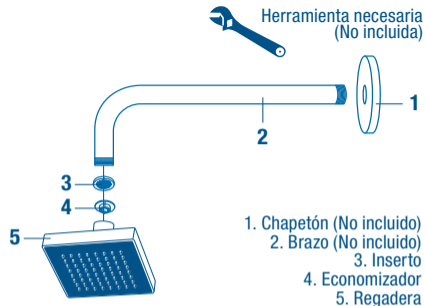 Herramienta necesaria
(No incluida)
1
2
3
4
5
1. Chapetón (No incluido)
2. Brazo (No incluido)
3. Inserto
4. Economizador
5. Regadera